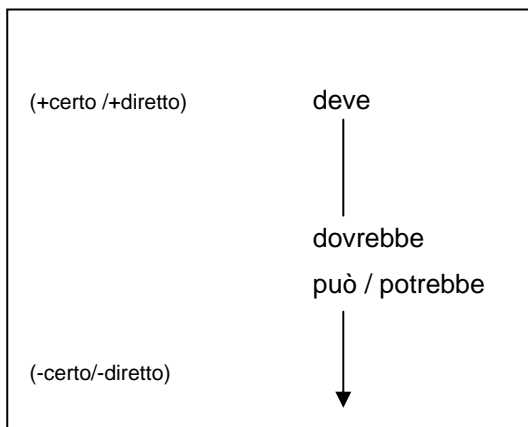 (+certo /+diretto) deve
dovrebbe
può / potrebbe
(-certo/-diretto)